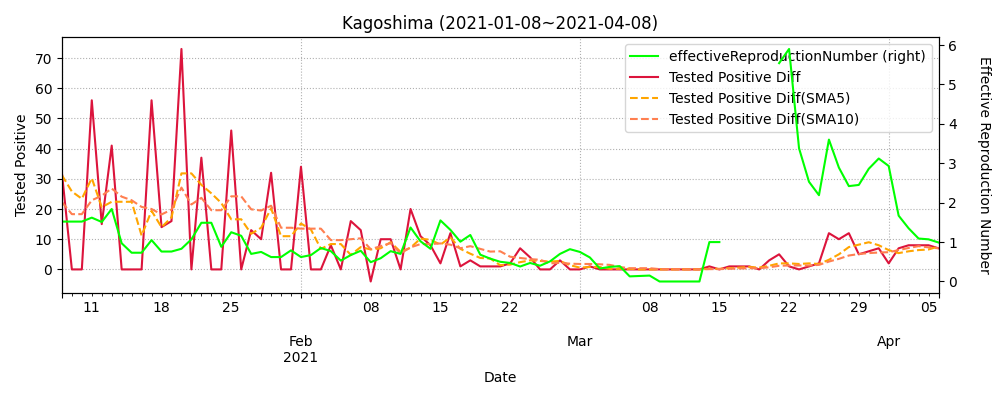 Kagoshima (2021-01-08~2021-04-08)
effectiveReproductionNumber (right)
Tested Positive Diff
Tested Positive Diff(SMA5)
Tested Positive Diff(SMA10)
Tested Positive
70
60
50
40
30
20
10
0
6
5
4
3
2
1
0
Effective Reproduction Number
11 18 25 08 15 22 08 15 22 29 05
Feb Mar Apr
2021
Date